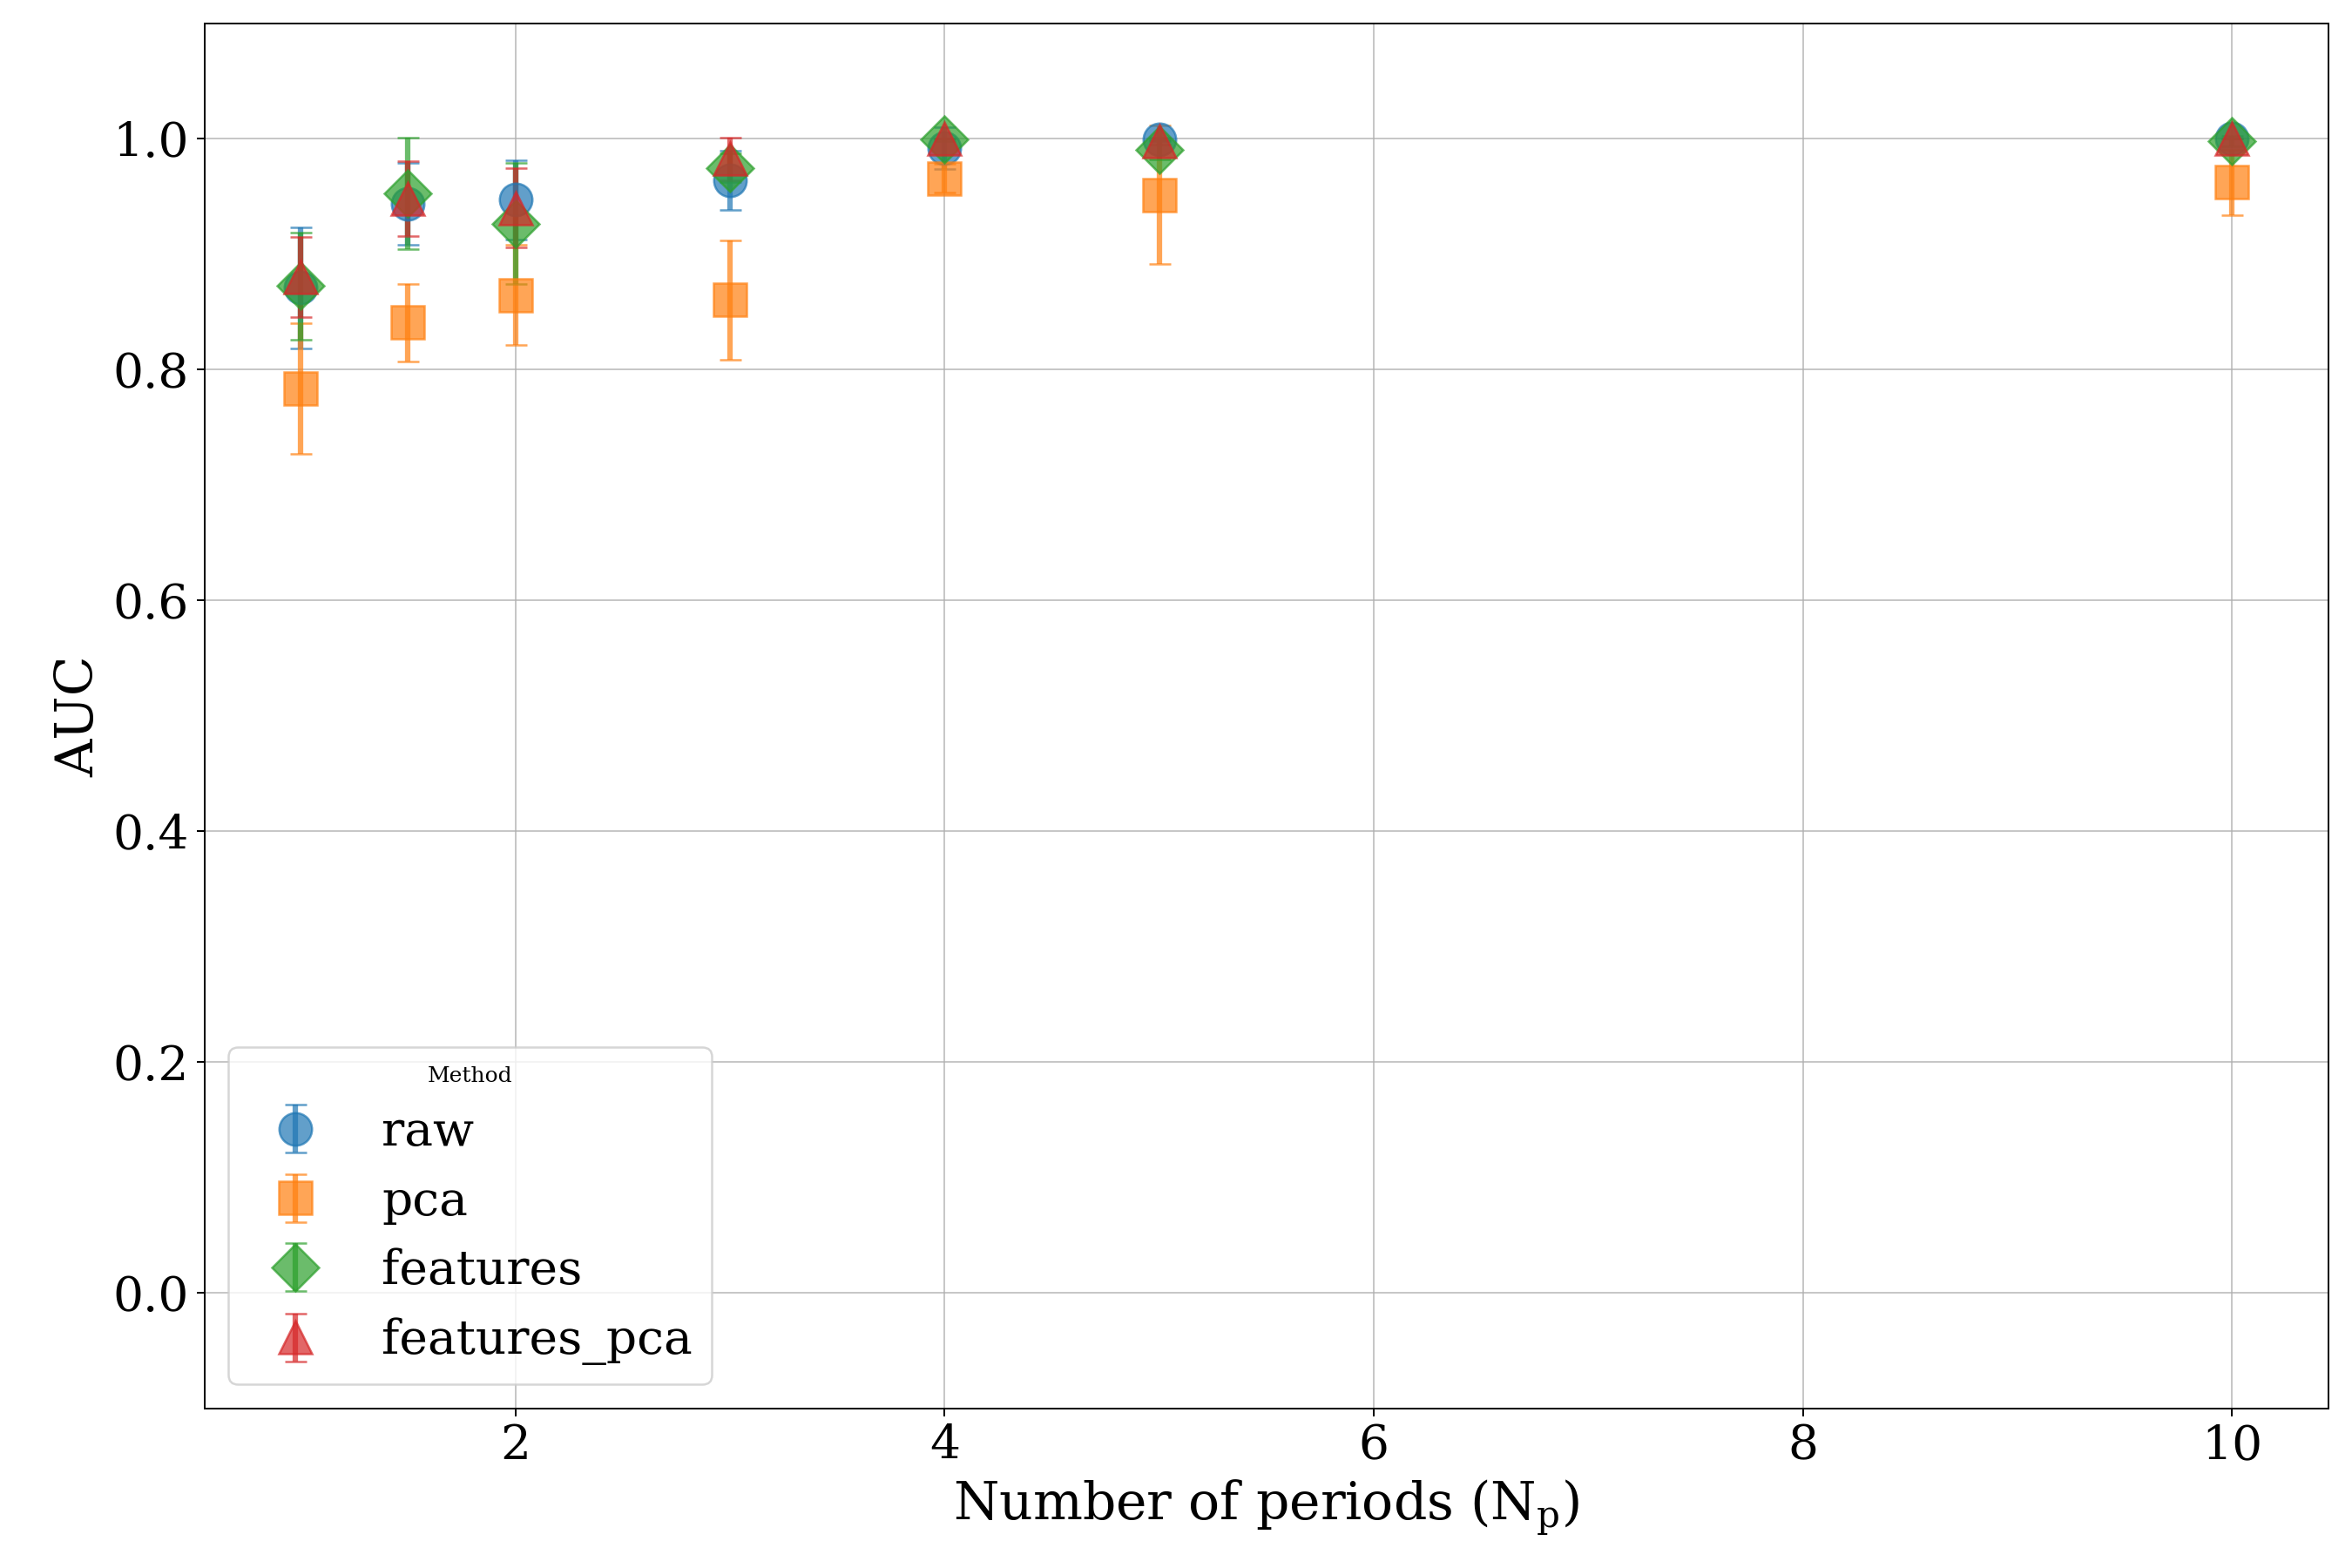 1.0
0.8
0.6
0.4
0.2
0.0
AUC
Method
raw
pca
features
features_pca
2 4 6 8 10
Number of periods (Nₚ)